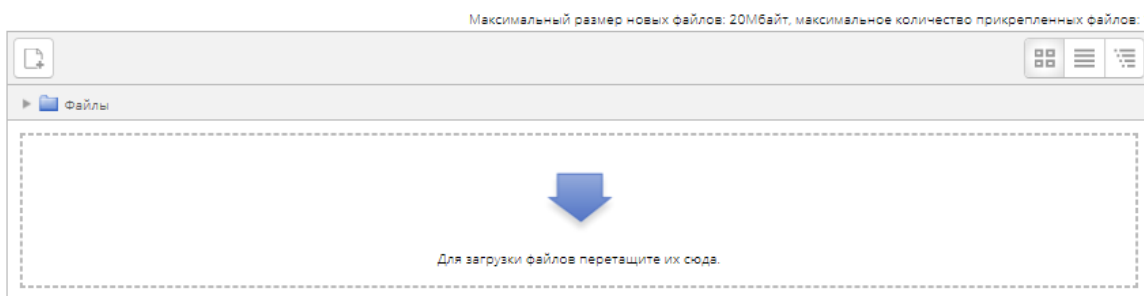 Максимальный размер новых файлов: 20Мбайт, максимальное количество прикрепленных файлов:
Файлы
Для загрузки файлов перетащите их сюда.